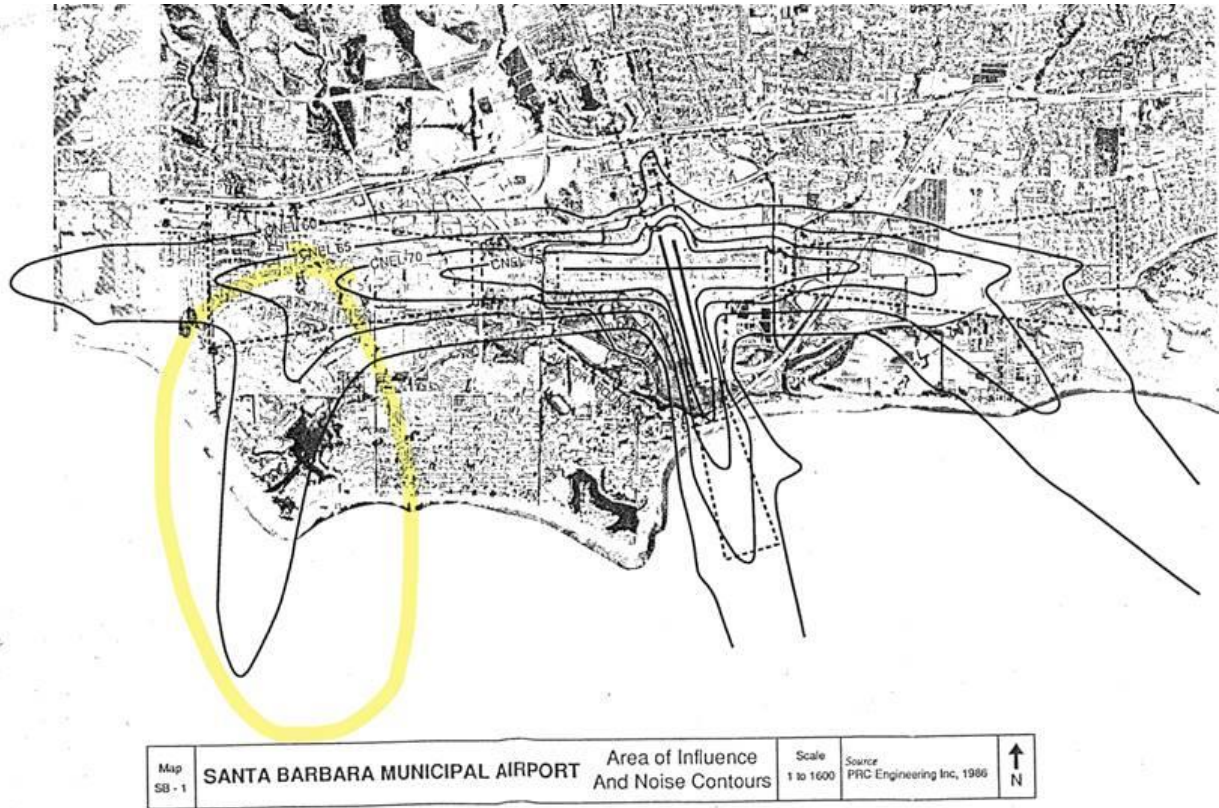 CNEL 60
CNEL 65
CNEL 70
CNEL 75
Map
SB - 1
SANTA BARBARA MUNICIPAL AIRPORT
Area of Influence
And Noise Contours
Scale
1 to 1600
Source
PRC Engineering Inc, 1986
N